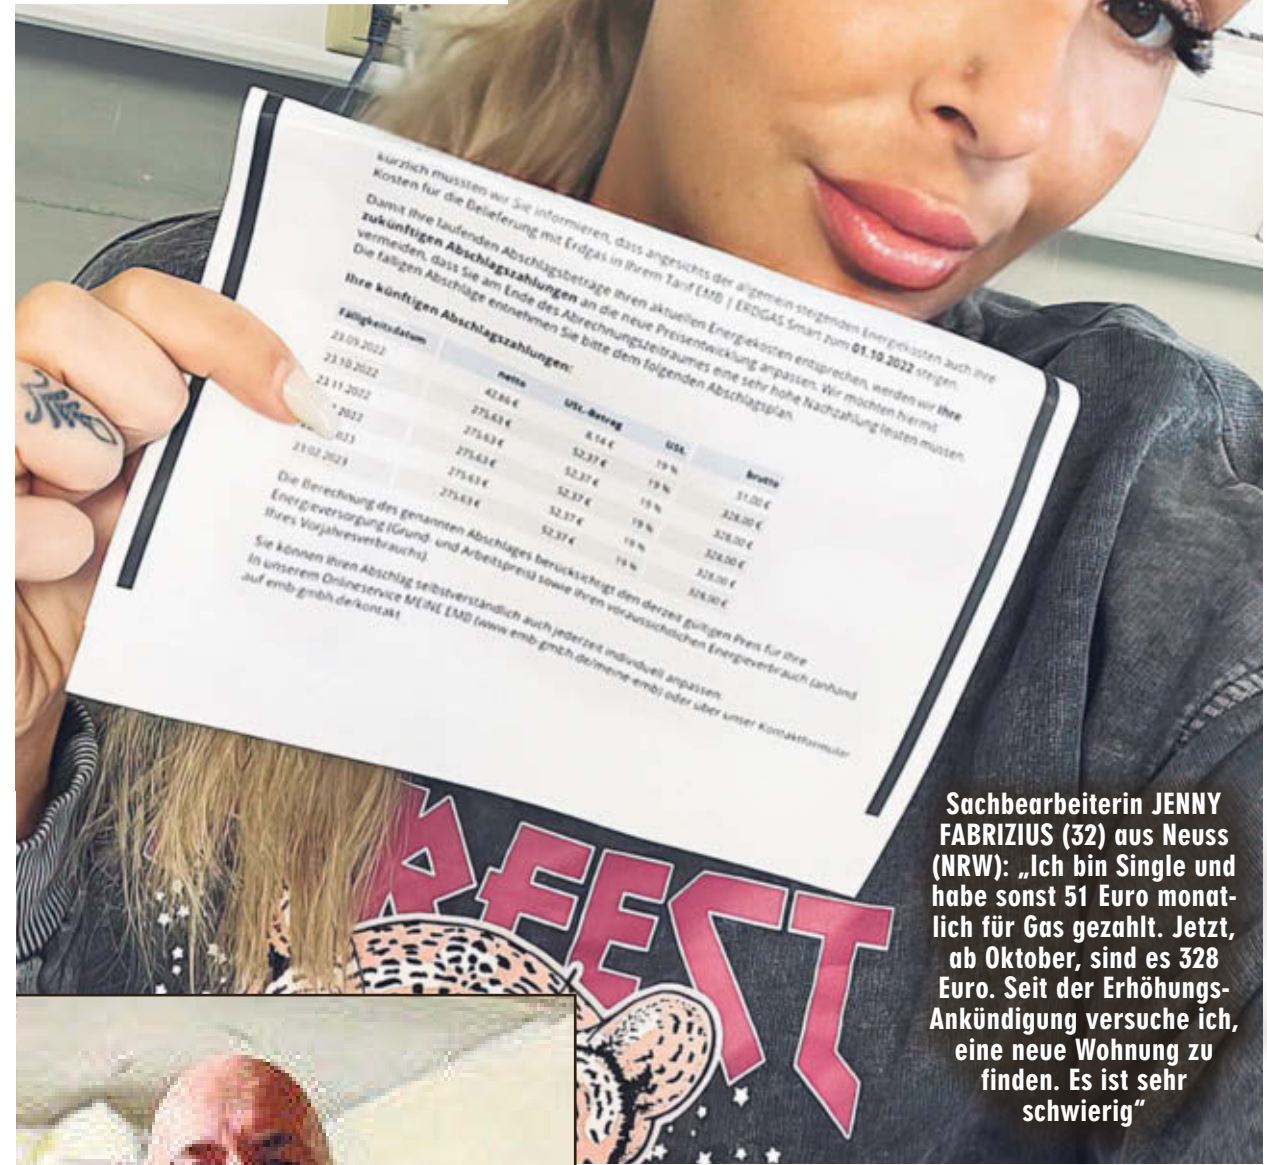 kürzlich mussten wir Sie informieren, dass angesichts der allgemein steigenden Energiekosten auch ihre
Kosten für die Belieferung mit Erdgas in Ihrem Tarif EMB | ERDGAS Smart zum 01.10.2022 steigen.
Damit Ihre laufenden Abschlagsbeträge Ihren aktuellen Energiekosten entsprechen, werden wir Ihre
zukünftigen Abschlagszahlungen an die neue Preisentwicklung anpassen. Wir möchten hiermit
vermeiden, dass Sie am Ende des Abrechnungszeitraumes eine sehr hohe Nachzahlung leisten müssen.
Die fälligen Abschläge entnehmen Sie bitte dem folgenden Abschlagsplan.
Ihre künftigen Abschlagszahlungen:
Fälligkeitsdatum netto USt.-Betrag USt. brutto
23.09.2022 42,86 € 8,14 € 19 % 51,00 €
23.10.2022 275,63 € 52,37 € 19 % 328,00 €
23.11.2022 275,63 € 52,37 € 19 % 328,00 €
2022 275,63 € 52,37 € 19 % 328,00 €
023 275,63 € 52,37 € 19 % 328,00 €
23.02.2023 275,63 € 52,37 € 19 % 328,00 €
Die Berechnung des genannten Abschlages berücksichtigt den derzeit gültigen Preis für Ihre
Energieversorgung (Grund- und Arbeitspreis) sowie Ihren voraussichtlichen Energieverbrauch (anhand
Ihres Vorjahresverbrauchs).
Sie können Ihren Abschlag selbstverständlich auch jederzeit individuell anpassen.
In unserem Onlineservice MEINE EMB (www.emb-gmbh.de/meine-emb) oder über unser Kontaktformular
auf emb-gmbh.de/kontakt
RFECT
Sachbearbeiterin JENNY
FABRIZIUS (32) aus Neuss
(NRW): „Ich bin Single und
habe sonst 51 Euro monat-
lich für Gas gezahlt. Jetzt,
ab Oktober, sind es 328
Euro. Seit der Erhöhungs-
Ankündigung versuche ich,
eine neue Wohnung zu
finden. Es ist sehr
schwierig“